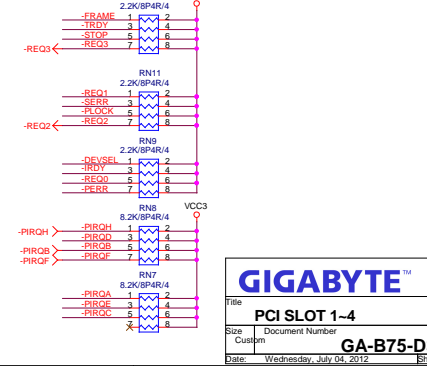 2.2K/8P4R/4
-FRAME 1 2
-TRDY 3 4
-STOP 5 6
-REQ3 -REQ3 7 8
RN11
2.2K/8P4R/4
-REQ1 1 2
-SERR 3 4
-PLOCK 5 6
-REQ2 -REQ2 7 8
RN9
2.2K/8P4R/4
-DEVSEL 1 2
-IRDY 3 4
-REQ0 5 6
-PERR 7 8
RN8 VCC3
8.2K/8P4R/4
-PIRQH -PIRQH 1 2
-PIRQD 3 4
-PIRQB -PIRQB 5 6
-PIRQF -PIRQF 7 8
RN7
8.2K/8P4R/4
-PIRQA 1 2
-PIRQE 3 4
-PIRQC 5 6
7 8
GIGABYTE™
Title
PCI SLOT 1~4
Size Document Number
Custom GA-B75-D
Date: Wednesday, July 04, 2012 Sh